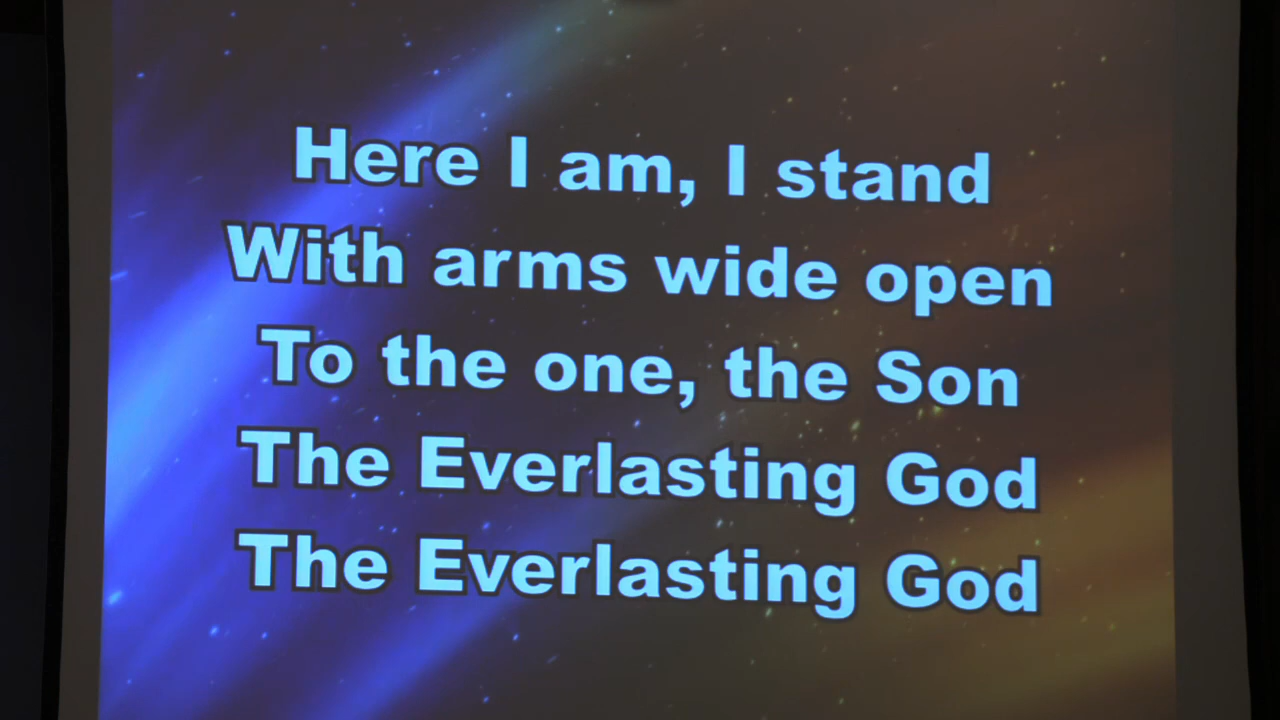 Here I am, I stand
With arms wide open
To the one, the Son
The Everlasting God
The Everlasting God